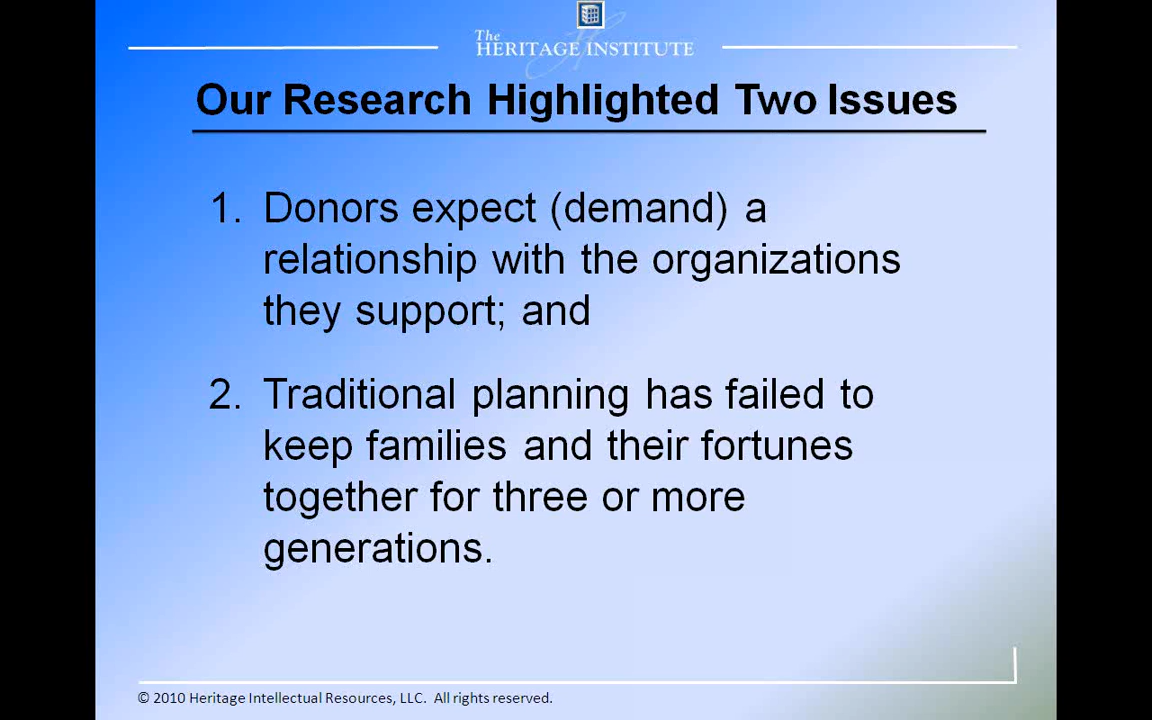 The
HERITAGE INSTITUTE
Our Research Highlighted Two Issues
1. Donors expect (demand) a
relationship with the organizations
they support; and
2. Traditional planning has failed to
keep families and their fortunes
together for three or more
generations.
© 2010 Heritage Intellectual Resources, LLC. All rights reserved.